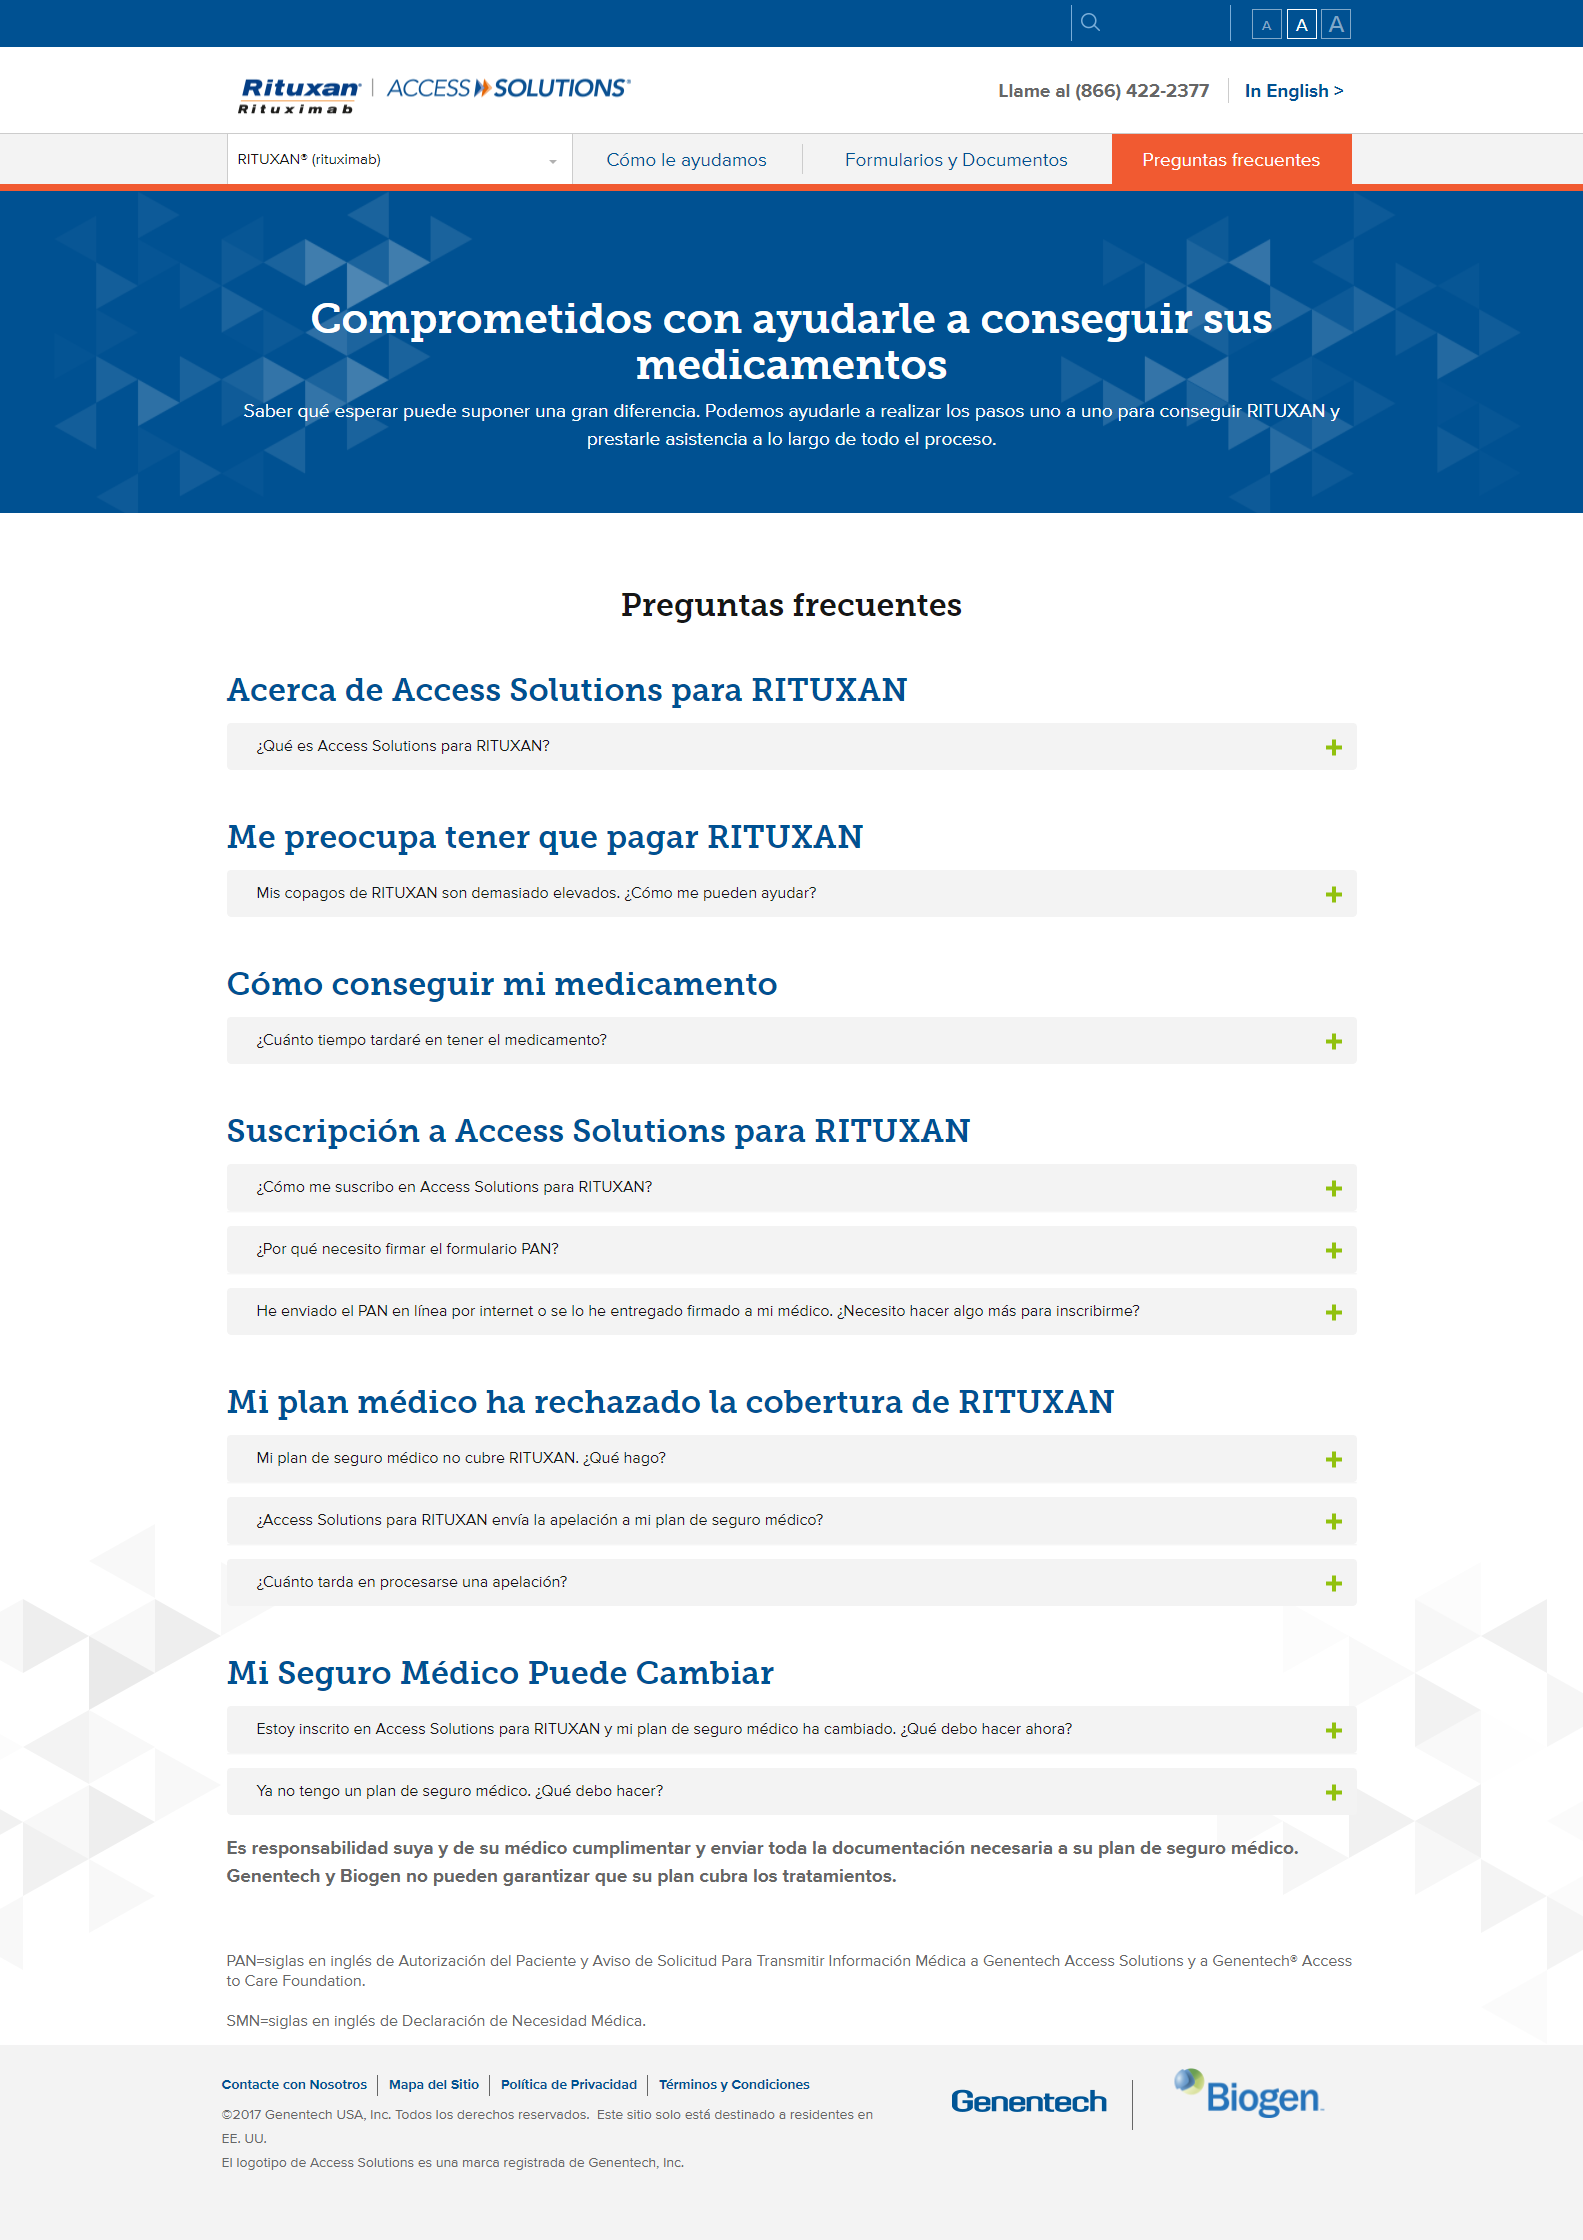 A A A
Rituxan® | ACCESS SOLUTIONS®
Rituximab
Llame al (866) 422-2377
In English >
RITUXAN® (rituximab)
Cómo le ayudamos
Formularios y Documentos
Preguntas frecuentes
Comprometidos con ayudarle a conseguir sus
medicamentos
Saber qué esperar puede suponer una gran diferencia. Podemos ayudarle a realizar los pasos uno a uno para conseguir RITUXAN y
prestarle asistencia a lo largo de todo el proceso.
Preguntas frecuentes
Acerca de Access Solutions para RITUXAN
¿Qué es Access Solutions para RITUXAN?
Me preocupa tener que pagar RITUXAN
Mis copagos de RITUXAN son demasiado elevados. ¿Cómo me pueden ayudar?
Cómo conseguir mi medicamento
¿Cuánto tiempo tardaré en tener el medicamento?
Suscripción a Access Solutions para RITUXAN
¿Cómo me suscribo en Access Solutions para RITUXAN?
¿Por qué necesito firmar el formulario PAN?
He enviado el PAN en línea por internet o se lo he entregado firmado a mi médico. ¿Necesito hacer algo más para inscribirme?
Mi plan médico ha rechazado la cobertura de RITUXAN
Mi plan de seguro médico no cubre RITUXAN. ¿Qué hago?
¿Access Solutions para RITUXAN envía la apelación a mi plan de seguro médico?
¿Cuánto tarda en procesarse una apelación?
Mi Seguro Médico Puede Cambiar
Estoy inscrito en Access Solutions para RITUXAN y mi plan de seguro médico ha cambiado. ¿Qué debo hacer ahora?
Ya no tengo un plan de seguro médico. ¿Qué debo hacer?
Es responsabilidad suya y de su médico cumplimentar y enviar toda la documentación necesaria a su plan de seguro médico.
Genentech y Biogen no pueden garantizar que su plan cubra los tratamientos.
PAN=siglas en inglés de Autorización del Paciente y Aviso de Solicitud Para Transmitir Información Médica a Genentech Access Solutions y a Genentech® Access
to Care Foundation.
SMN=siglas en inglés de Declaración de Necesidad Médica.
Contacte con Nosotros | Mapa del Sitio | Política de Privacidad | Términos y Condiciones
©2017 Genentech USA, Inc. Todos los derechos reservados. Este sitio solo está destinado a residentes en
EE. UU.
El logotipo de Access Solutions es una marca registrada de Genentech, Inc.
Genentech
Biogen™